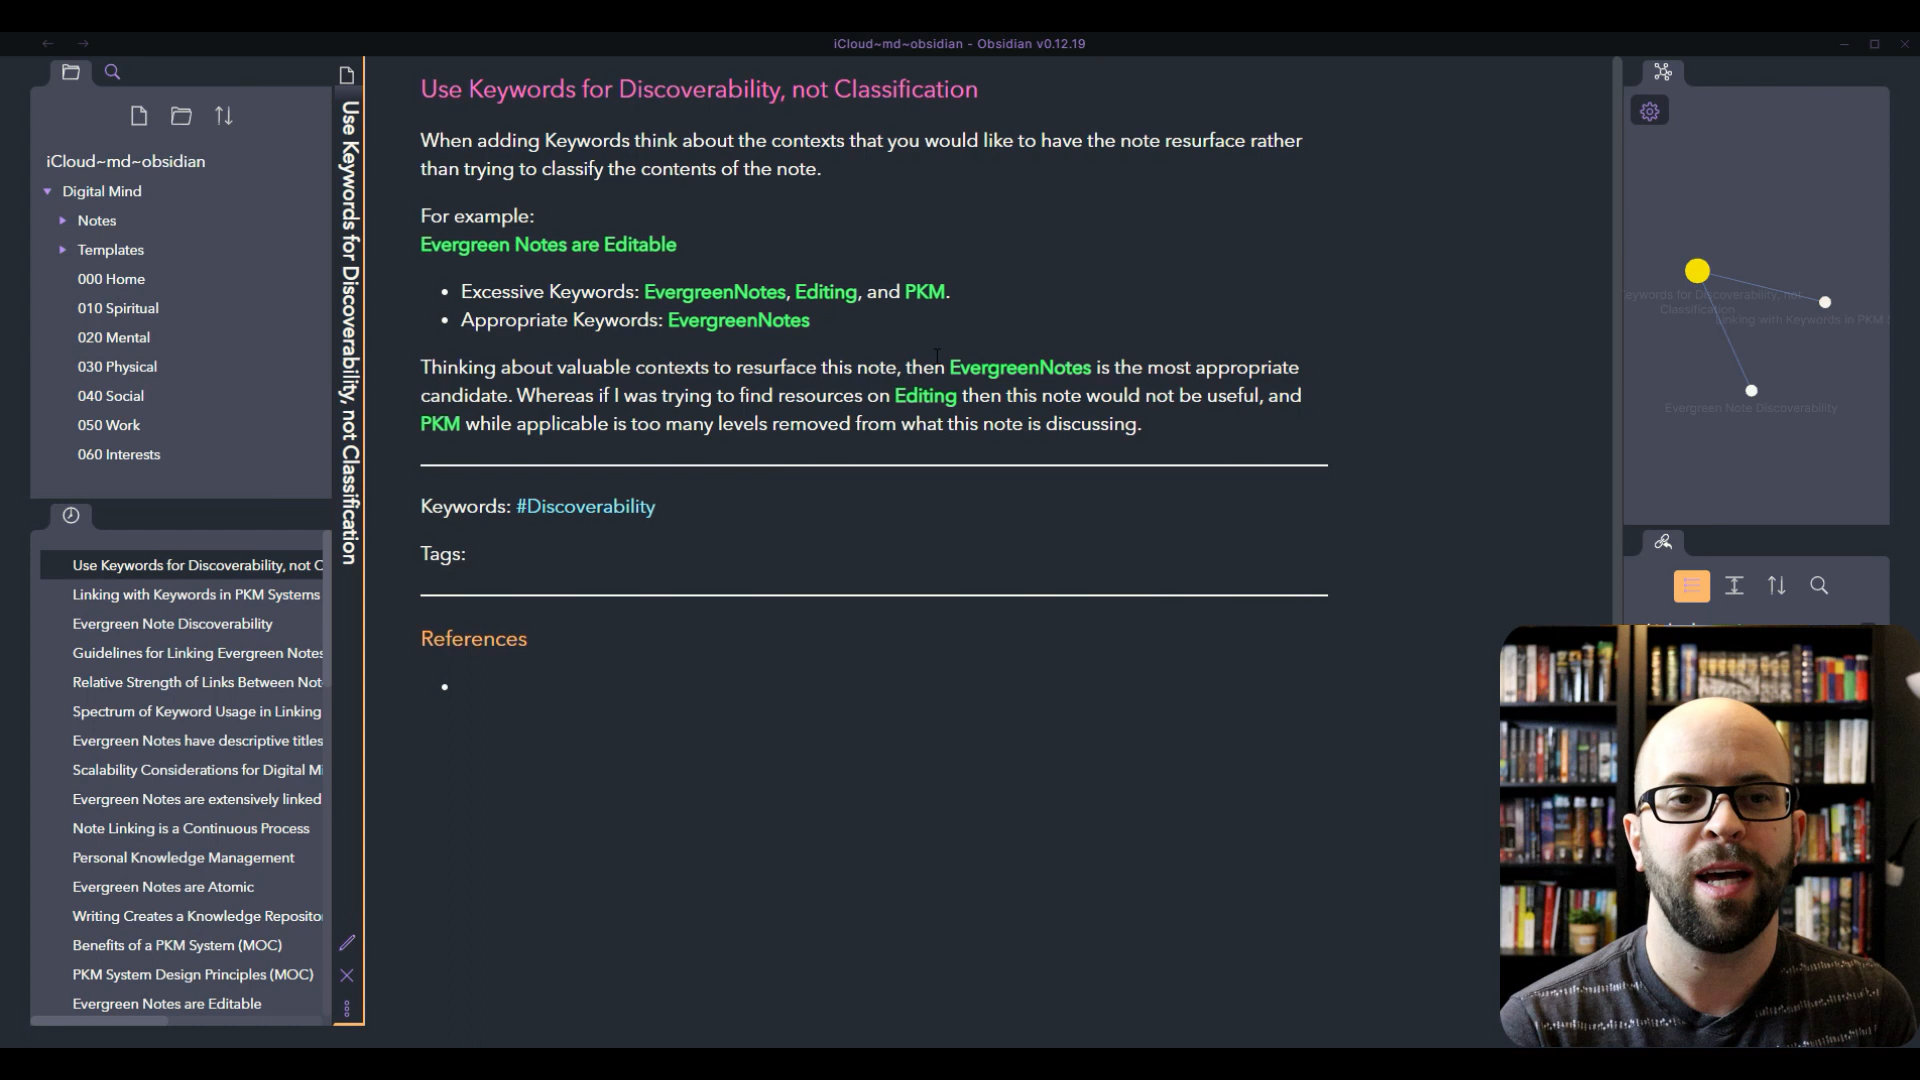 iCloud~md~obsidian - Obsidian v0.12.19
iCloud~md~obsidian
Digital Mind
Notes
Templates
000 Home
010 Spiritual
020 Mental
030 Physical
040 Social
050 Work
060 Interests
Use Keywords for Discoverability, not C
Linking with Keywords in PKM Systems
Evergreen Note Discoverability
Guidelines for Linking Evergreen Notes
Relative Strength of Links Between Not
Spectrum of Keyword Usage in Linking
Evergreen Notes have descriptive titles
Scalability Considerations for Digital Mi
Evergreen Notes are extensively linked
Note Linking is a Continuous Process
Personal Knowledge Management
Evergreen Notes are Atomic
Writing Creates a Knowledge Reposito
Benefits of a PKM System (MOC)
PKM System Design Principles (MOC)
Evergreen Notes are Editable
Use Keywords for Discoverability, not Classification
Use Keywords for Discoverability, not Classification
When adding Keywords think about the contexts that you would like to have the note resurface rather
than trying to classify the contents of the note.
For example:
Evergreen Notes are Editable
• Excessive Keywords: EvergreenNotes, Editing, and PKM.
• Appropriate Keywords: EvergreenNotes
Thinking about valuable contexts to resurface this note, then EvergreenNotes is the most appropriate
candidate. Whereas if I was trying to find resources on Editing then this note would not be useful, and
PKM while applicable is too many levels removed from what this note is discussing.
Keywords: #Discoverability
Tags:
References
eywords for Discoverability, not
Classification
inking with Keywords in PKM
Evergreen Note Discoverability